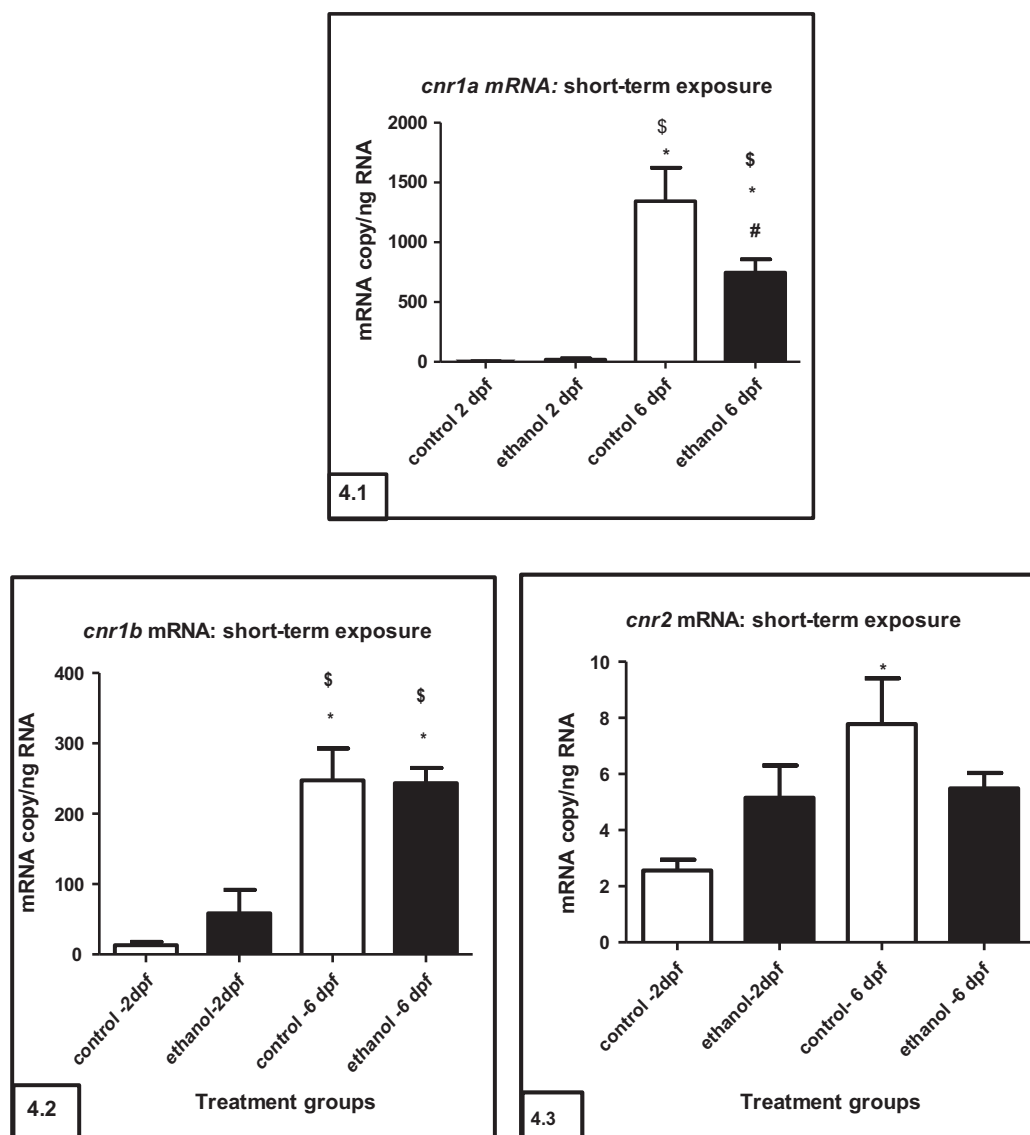 cnr1a mRNA: short-term exposure
mRNA copy/ng RNA
2000
1500
1000
500
0
$
*
$
*
#
control 2 dpf
ethanol 2 dpf
control 6 dpf
ethanol 6 dpf
4.1
cnr1b mRNA: short-term exposure
mRNA copy/ng RNA
400
300
200
100
0
$
*
$
*
control -2dpf
ethanol-2dpf
control -6 dpf
ethanol -6 dpf
Treatment groups
4.2
cnr2 mRNA: short-term exposure
mRNA copy/ng RNA
10
8
6
4
2
0
*
control -2dpf
ethanol-2dpf
control- 6 dpf
ethanol -6 dpf
Treatment groups
4.3